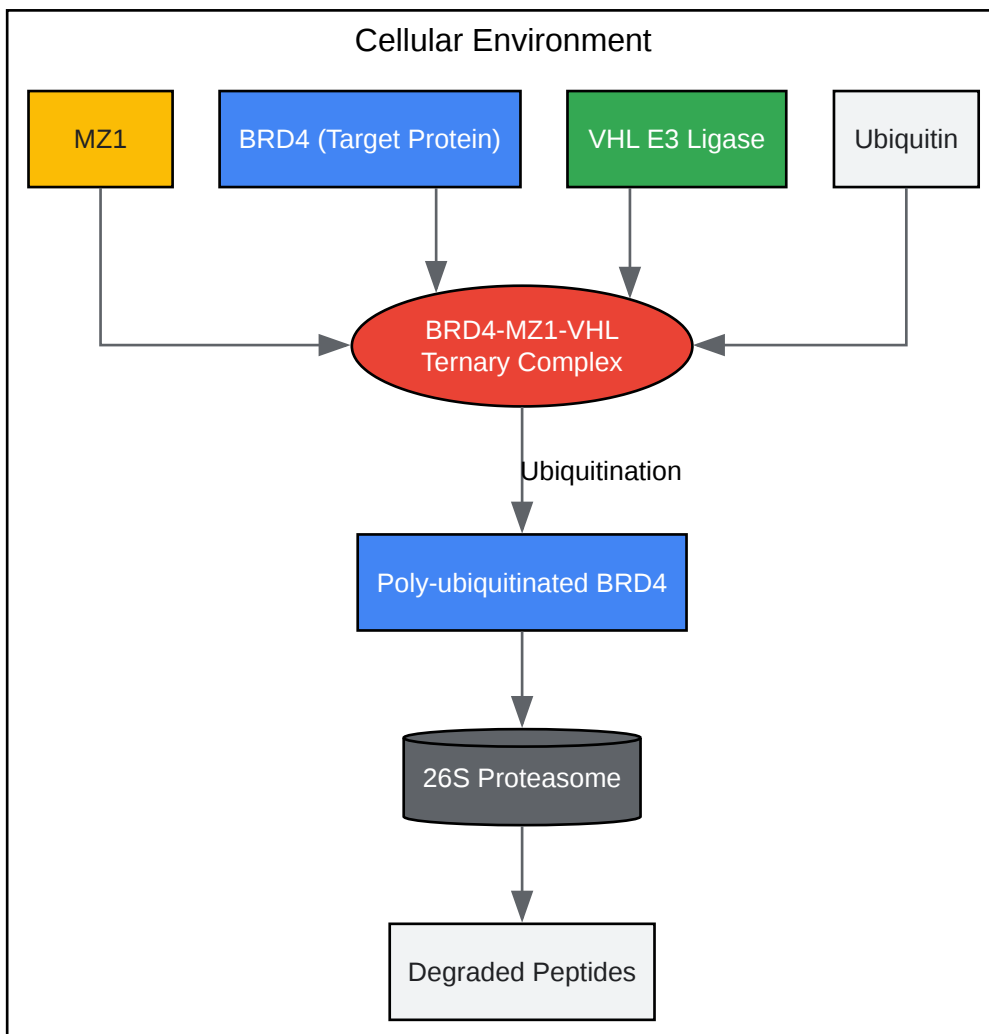 Cellular Environment
MZ1
BRD4 (Target Protein)
VHL E3 Ligase
Ubiquitin
BRD4-MZ1-VHL
Ternary Complex
Ubiquitination
Poly-ubiquitinated BRD4
26S Proteasome
Degraded Peptides